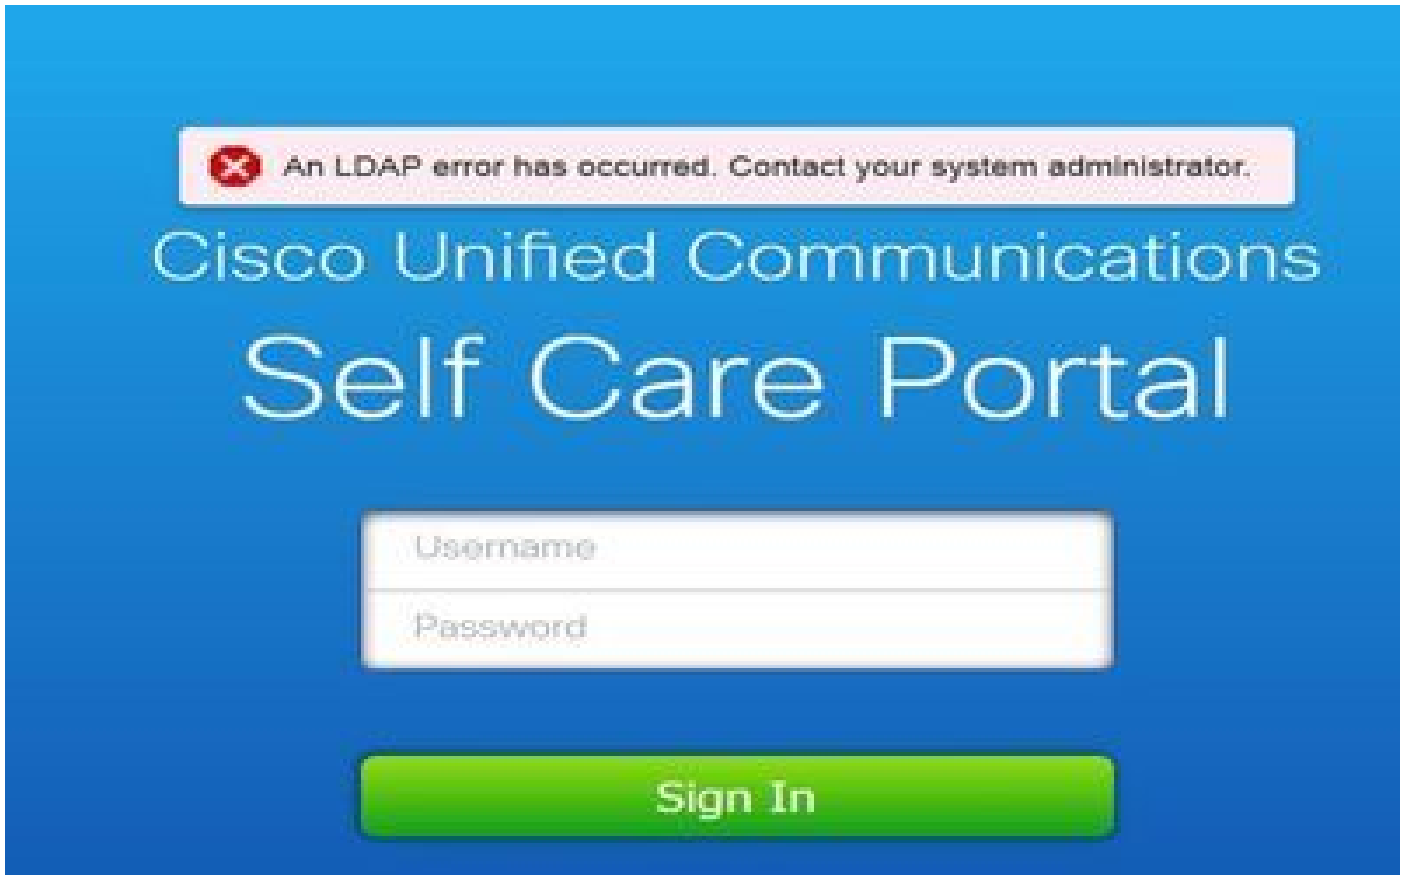 An LDAP error has occurred. Contact your system administrator.
Cisco Unified Communications
Self Care Portal
Username
Password
Sign In